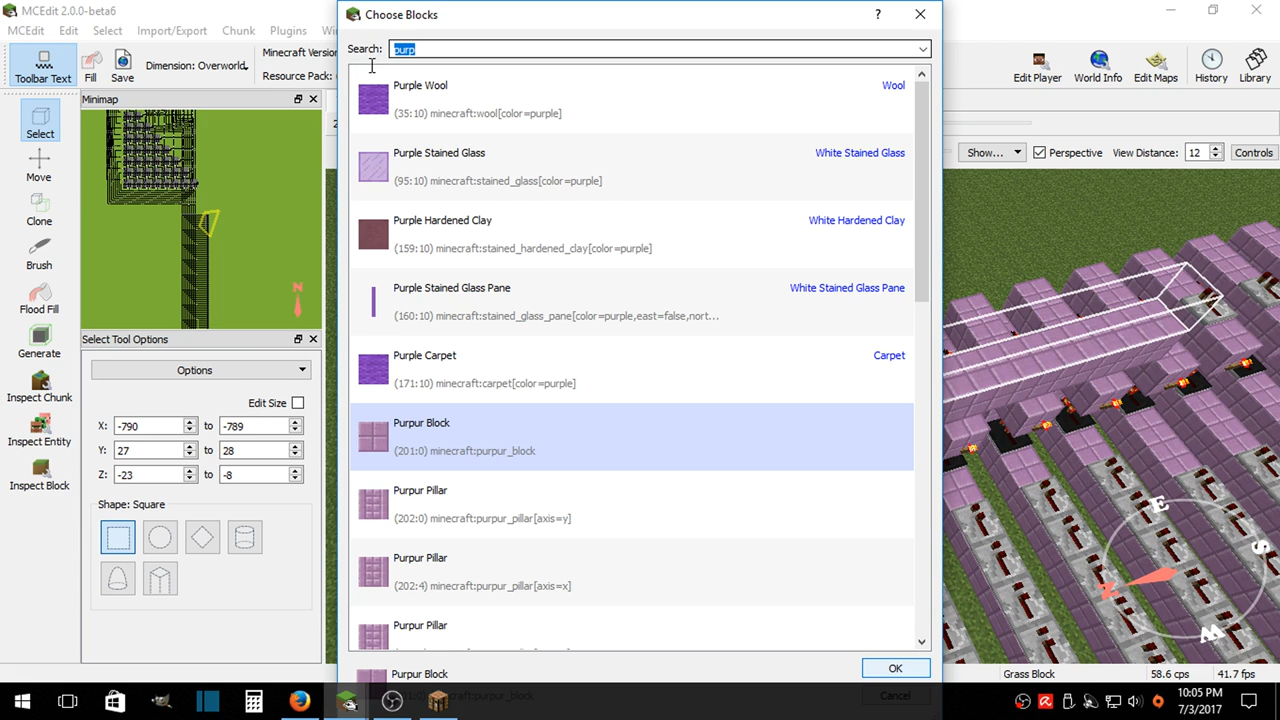 MCEdit 2.0.0-beta6
MCEdit Edit Select Import/Export Chunk Plugins
Toolbar Text
Fill
Save
Dimension: Overworld
Minecraft Version
Resource Pack:
Edit Player
World Info
Edit Maps
History
Library
Show...
Perspective
View Distance: 12
Controls
Select
Move
Clone
Brush
Flood Fill
Generate
Inspect Chunk
Inspect Entity
Inspect Block
Minimap
N
Select Tool Options
Options
Edit Size
X: -790 to -789
Y: 27 to 28
Z: -23 to -8
Shape: Square
Choose Blocks
?
Search: purp
Purple Wool Wool
(35:10) minecraft:wool[color=purple]
Purple Stained Glass White Stained Glass
(95:10) minecraft:stained_glass[color=purple]
Purple Hardened Clay White Hardened Clay
(159:10) minecraft:stained_hardened_clay[color=purple]
Purple Stained Glass Pane White Stained Glass Pane
(160:10) minecraft:stained_glass_pane[color=purple,east=false,nort...
Purple Carpet Carpet
(171:10) minecraft:carpet[color=purple]
Purpur Block
(201:0) minecraft:purpur_block
Purpur Pillar
(202:0) minecraft:purpur_pillar[axis=y]
Purpur Pillar
(202:4) minecraft:purpur_pillar[axis=x]
Purpur Pillar
Purpur Block
(201:0) minecraft:purpur_block
OK
Cancel
E
S
W
Z
Grass Block
58.6 cps
41.7 fps
10:05 PM
7/3/2017